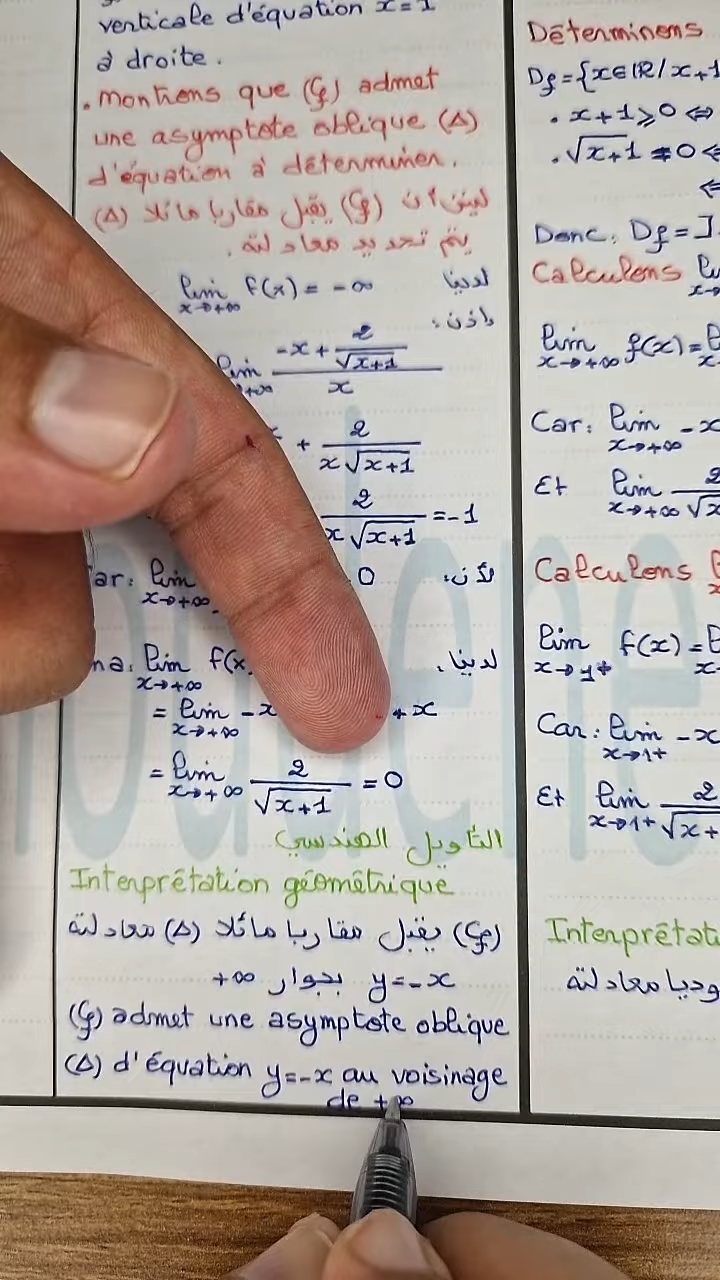 verticale d'équation x=1
à droite.
. Montrons que (Cf) admet
une asymptote oblique (Δ)
d'équation à déterminer.
لنبين أن (Cf) يقبل مقاربا مائلا (Δ)
يتم تحديد معادلته.
lim x→+∞ f(x) = -∞ لدينا
إذن:
lim +∞ (-x + 2/√(x+1)) / x
+ 2/(x√(x+1))
2/(x√(x+1)) = -1
ar: lim x→+∞ 0 لأن:
na: lim x→+∞ f(x لدينا:
= lim x→+∞ -x + x
= lim x→+∞ 2/√(x+1) = 0
التأويل الهندسي
Interprétation géométrique
(Cf) يقبل مقاربا مائلا (Δ) معادلته
y=-x بجوار +∞
(Cf) admet une asymptote oblique
(Δ) d'équation y=-x au voisinage
de +∞
Déterminons
Df={x∈ℝ/x+1
. x+1⩾0 ⇔
. √x+1 ≠0 ⇔
⇔
Donc: Df=]
Calculons li
x→
lim x→+∞ f(x)=l
Car: lim x→+∞ -x
Et lim x→+∞ 2/√x
Calculons l
x
lim x→1+ f(x)=l
x→
Car: lim x→1+ -x
Et lim x→1+ 2/√x+
Interprétati
وديا معادلته